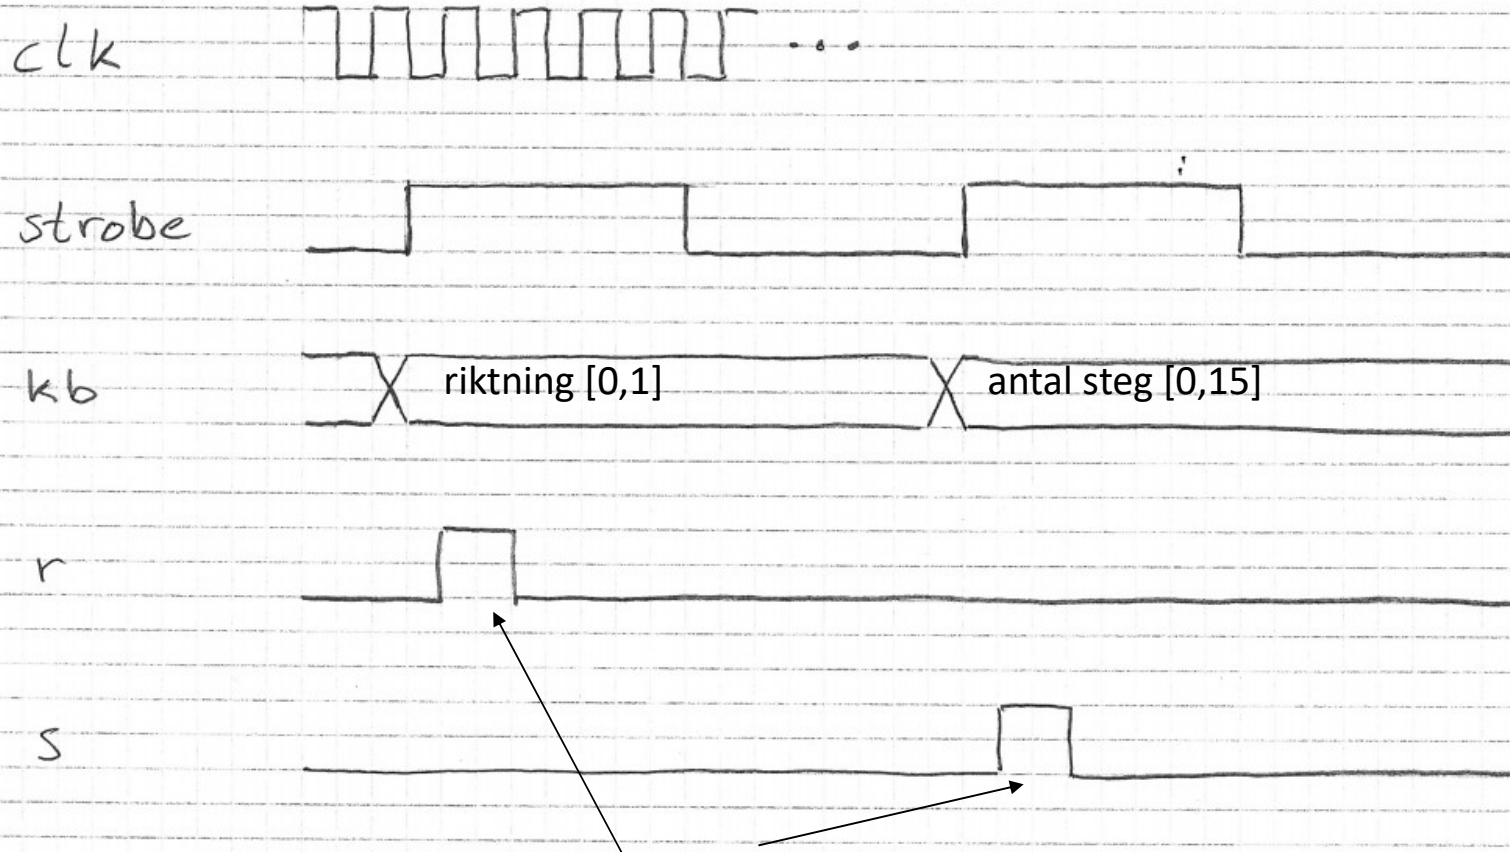 clk
strobe
kb riktning [0,1] antal steg [0,15]
r
s